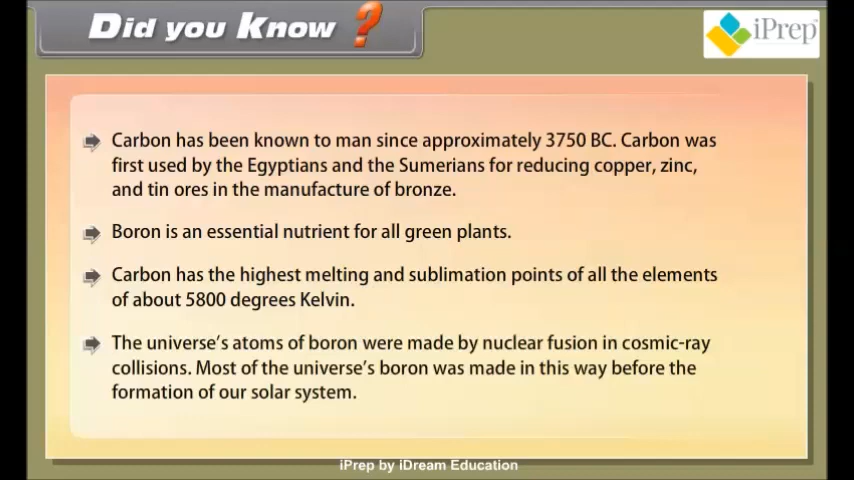 Did you Know ?
iPrep
Carbon has been known to man since approximately 3750 BC. Carbon was
first used by the Egyptians and the Sumerians for reducing copper, zinc,
and tin ores in the manufacture of bronze.
Boron is an essential nutrient for all green plants.
Carbon has the highest melting and sublimation points of all the elements
of about 5800 degrees Kelvin.
The universe's atoms of boron were made by nuclear fusion in cosmic-ray
collisions. Most of the universe's boron was made in this way before the
formation of our solar system.
iPrep by iDream Education